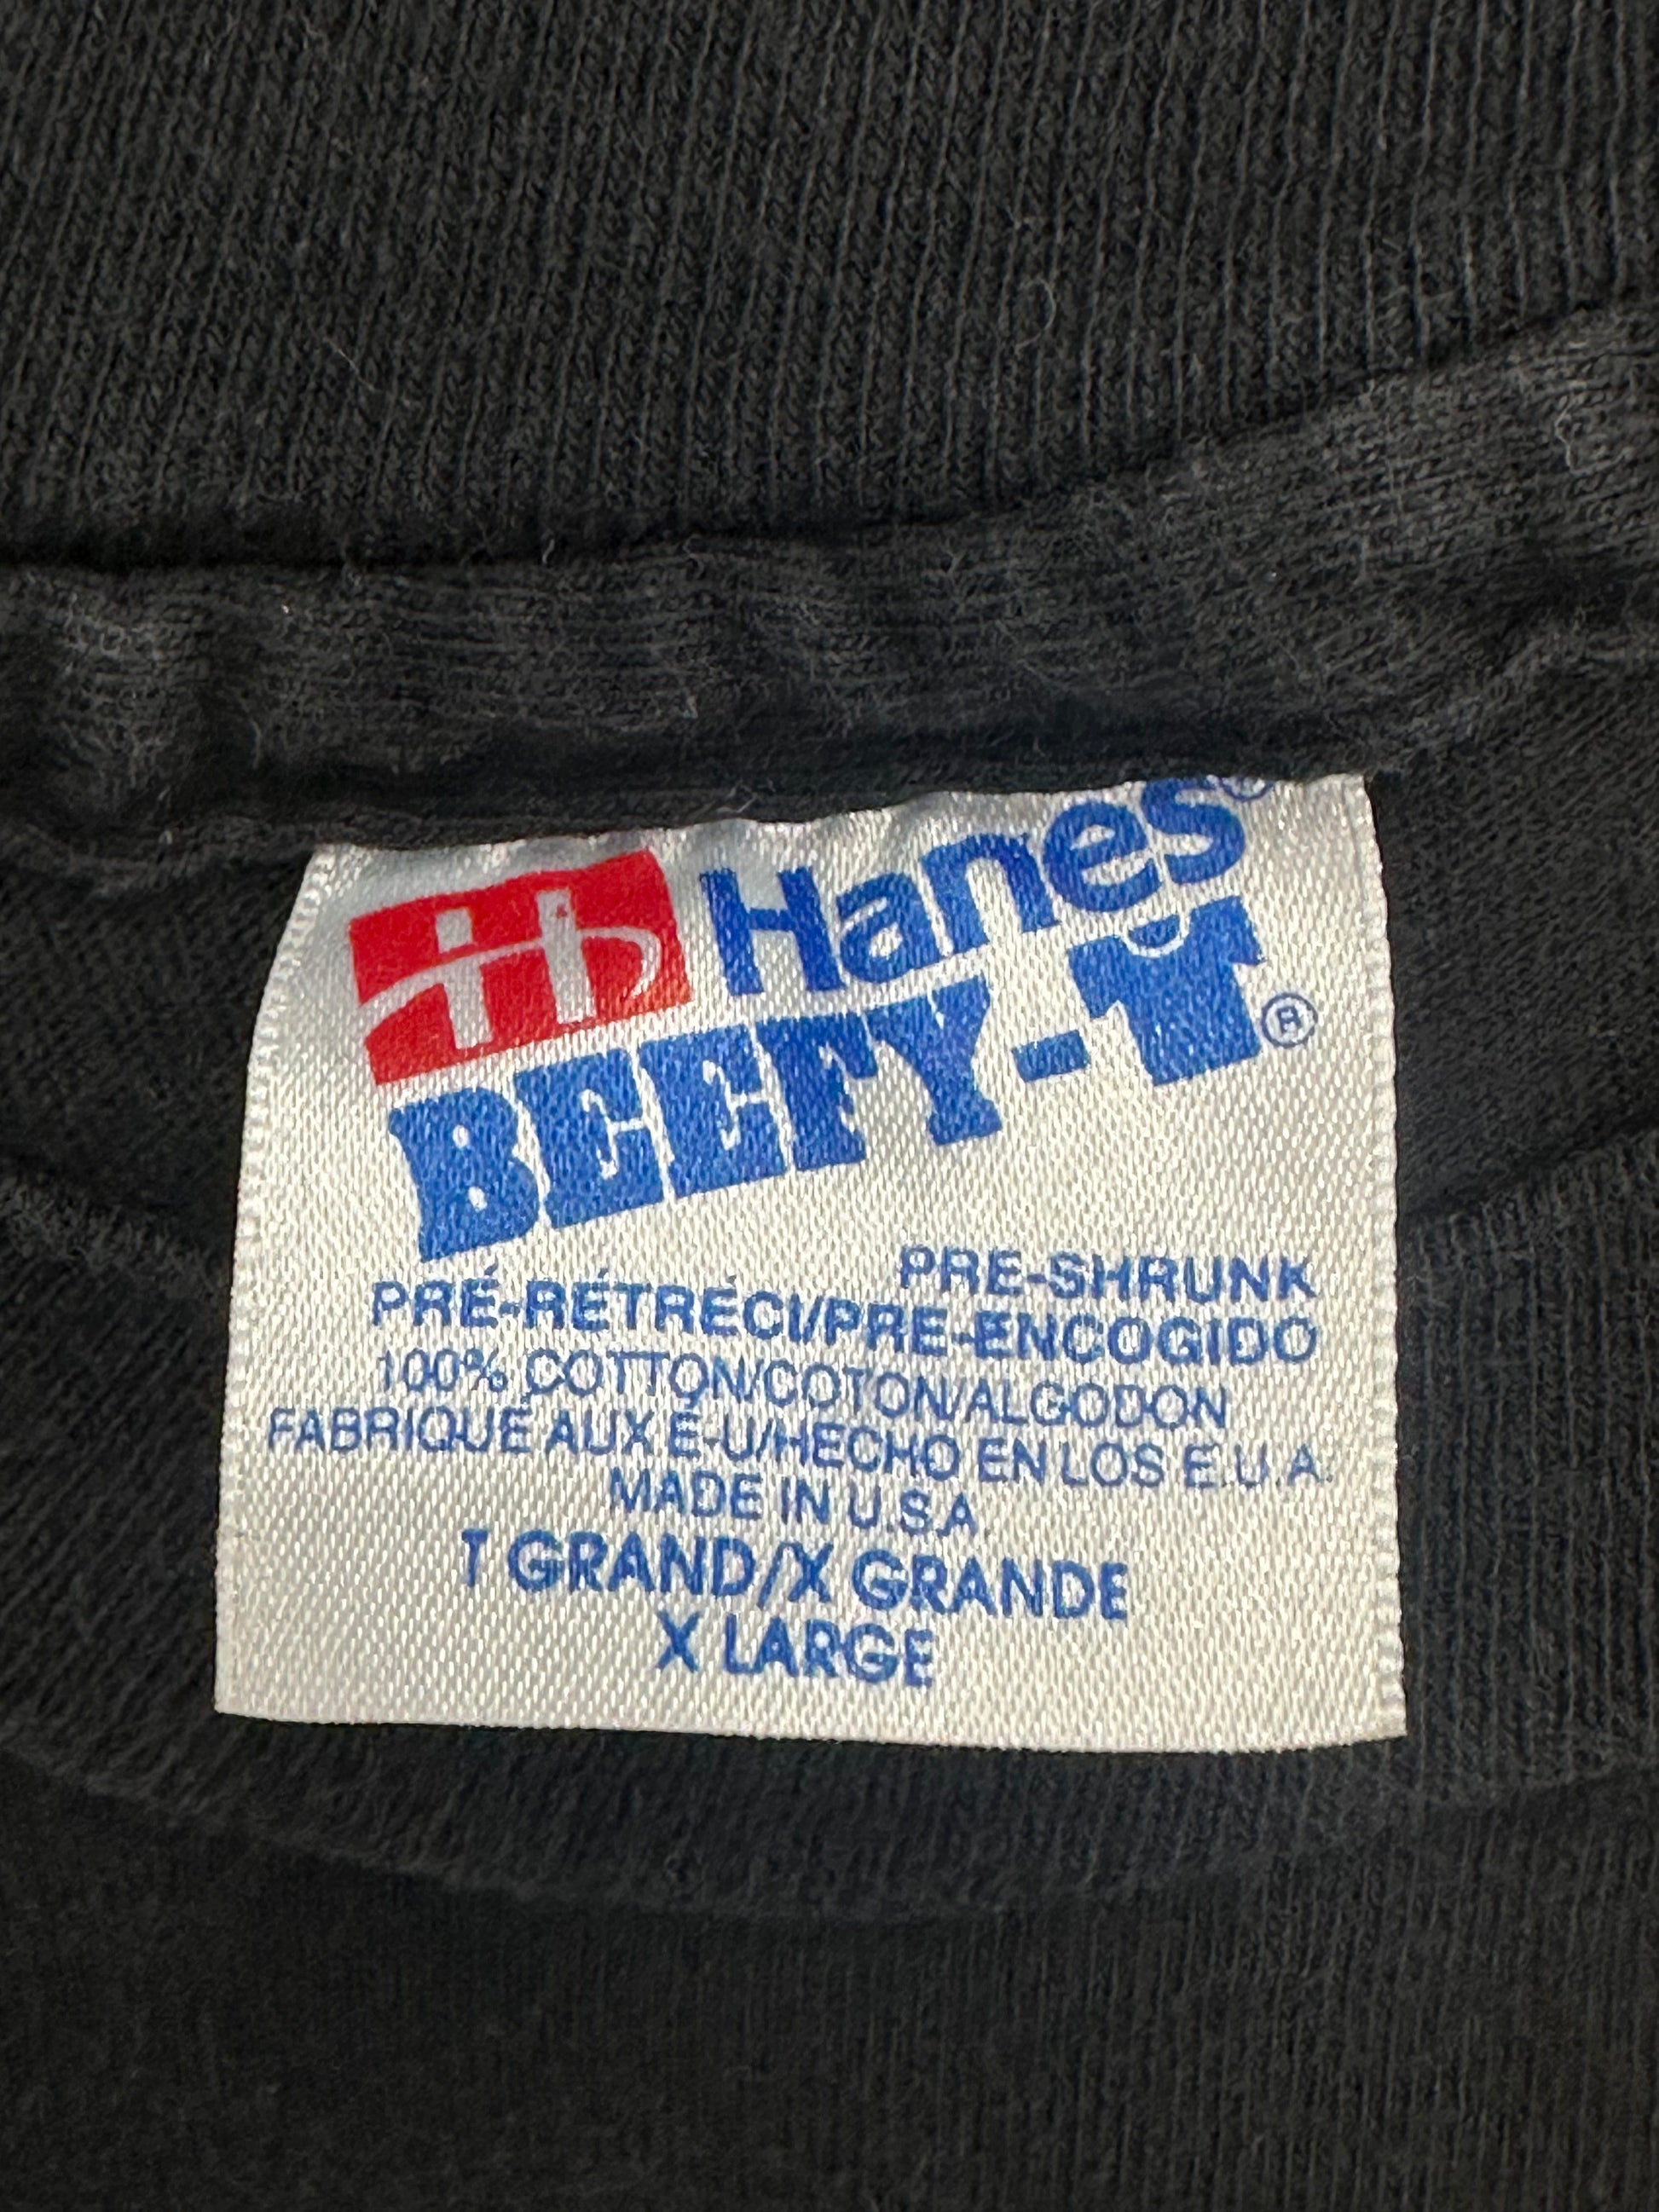 Hanes®
BEEFY-T®
PRE-SHRUNK
PRÉ-RÉTRÉCI/PRE-ENCOGIDO
100% COTTON/COTON/ALGODON
FABRIQUÉ AUX É-U/HECHO EN LOS E.U.A.
MADE IN U.S.A.
T GRAND/X GRANDE
X LARGE